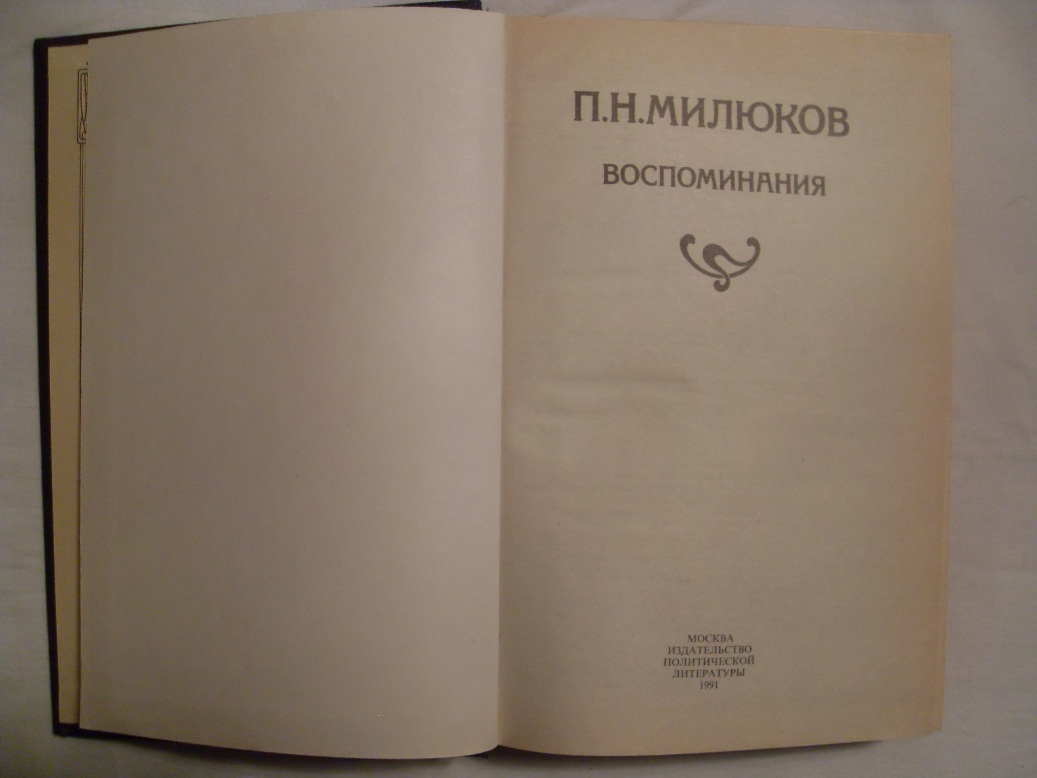 П.Н.МИЛЮКОВ
ВОСПОМИНАНИЯ
МОСКВА
ИЗДАТЕЛЬСТВО
ПОЛИТИЧЕСКОЙ
ЛИТЕРАТУРЫ
1991